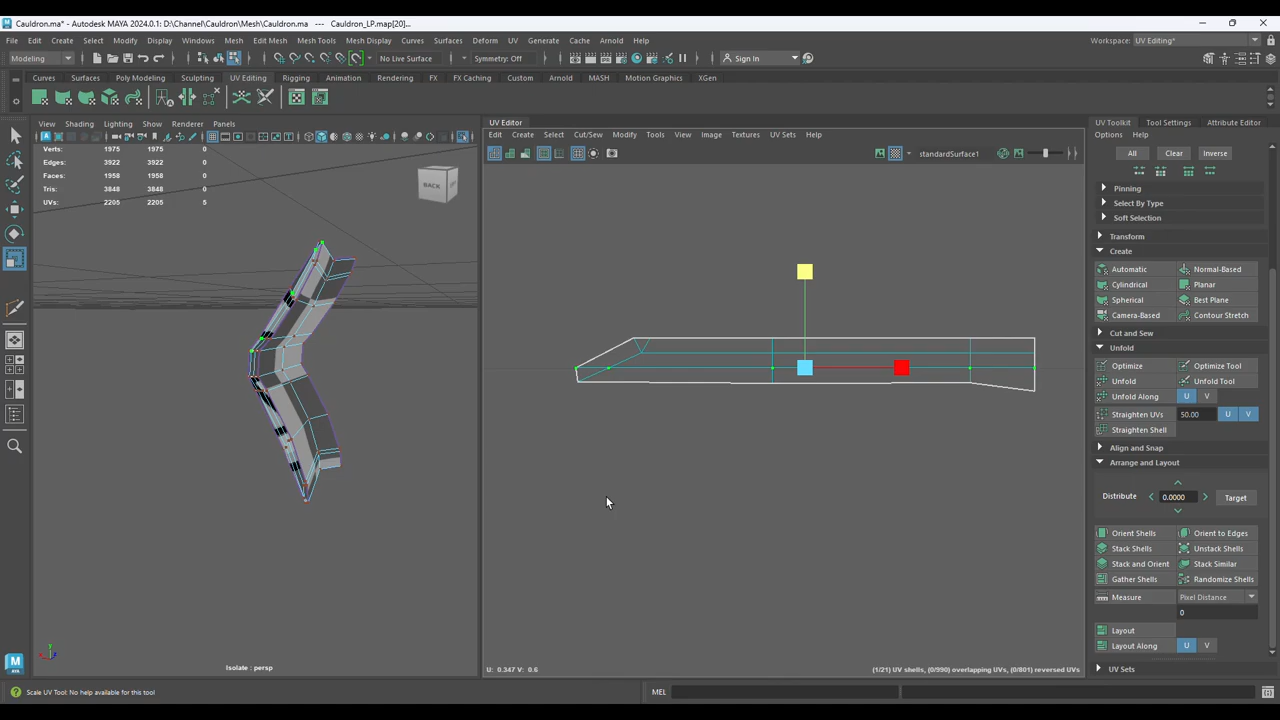 Cauldron.ma* - Autodesk MAYA 2024.0.1: D:\Channel\Cauldron\Mesh\Cauldron.ma --- Cauldron_LP.map[20]...
File Edit Create Select Modify Display Windows Mesh Edit Mesh Mesh Tools Mesh Display Curves Surfaces Deform UV Generate Cache Arnold Help
Workspace: UV Editing*
Modeling
No Live Surface
Symmetry: Off
Sign In
Curves Surfaces Poly Modeling Sculpting UV Editing Rigging Animation Rendering FX FX Caching Custom Arnold MASH Motion Graphics XGen
View Shading Lighting Show Renderer Panels
UV Editor
UV Toolkit Tool Settings Attribute Editor
Edit Create Select Cut/Sew Modify Tools View Image Textures UV Sets Help
Options Help
standardSurface1
All Clear Inverse
Verts: 1975 1975 0
Edges: 3922 3922 0
Faces: 1958 1958 0
Tris: 3848 3848 0
UVs: 2205 2205 5
BACK
Pinning
Select By Type
Soft Selection
Transform
Create
Automatic Normal-Based
Cylindrical Planar
Spherical Best Plane
Camera-Based Contour Stretch
Cut and Sew
Unfold
Optimize Optimize Tool
Unfold Unfold Tool
Unfold Along U V
Straighten UVs 50.00 U V
Straighten Shell
Align and Snap
Arrange and Layout
Distribute 0.0000 Target
Orient Shells Orient to Edges
Stack Shells Unstack Shells
Stack and Orient Stack Similar
Gather Shells Randomize Shells
Measure Pixel Distance
0
Layout
Layout Along U V
UV Sets
Isolate : persp
U: 0.347 V: 0.6
(1/21) UV shells, (0/990) overlapping UVs, (0/801) reversed UVs
Scale UV Tool: No help available for this tool
MEL